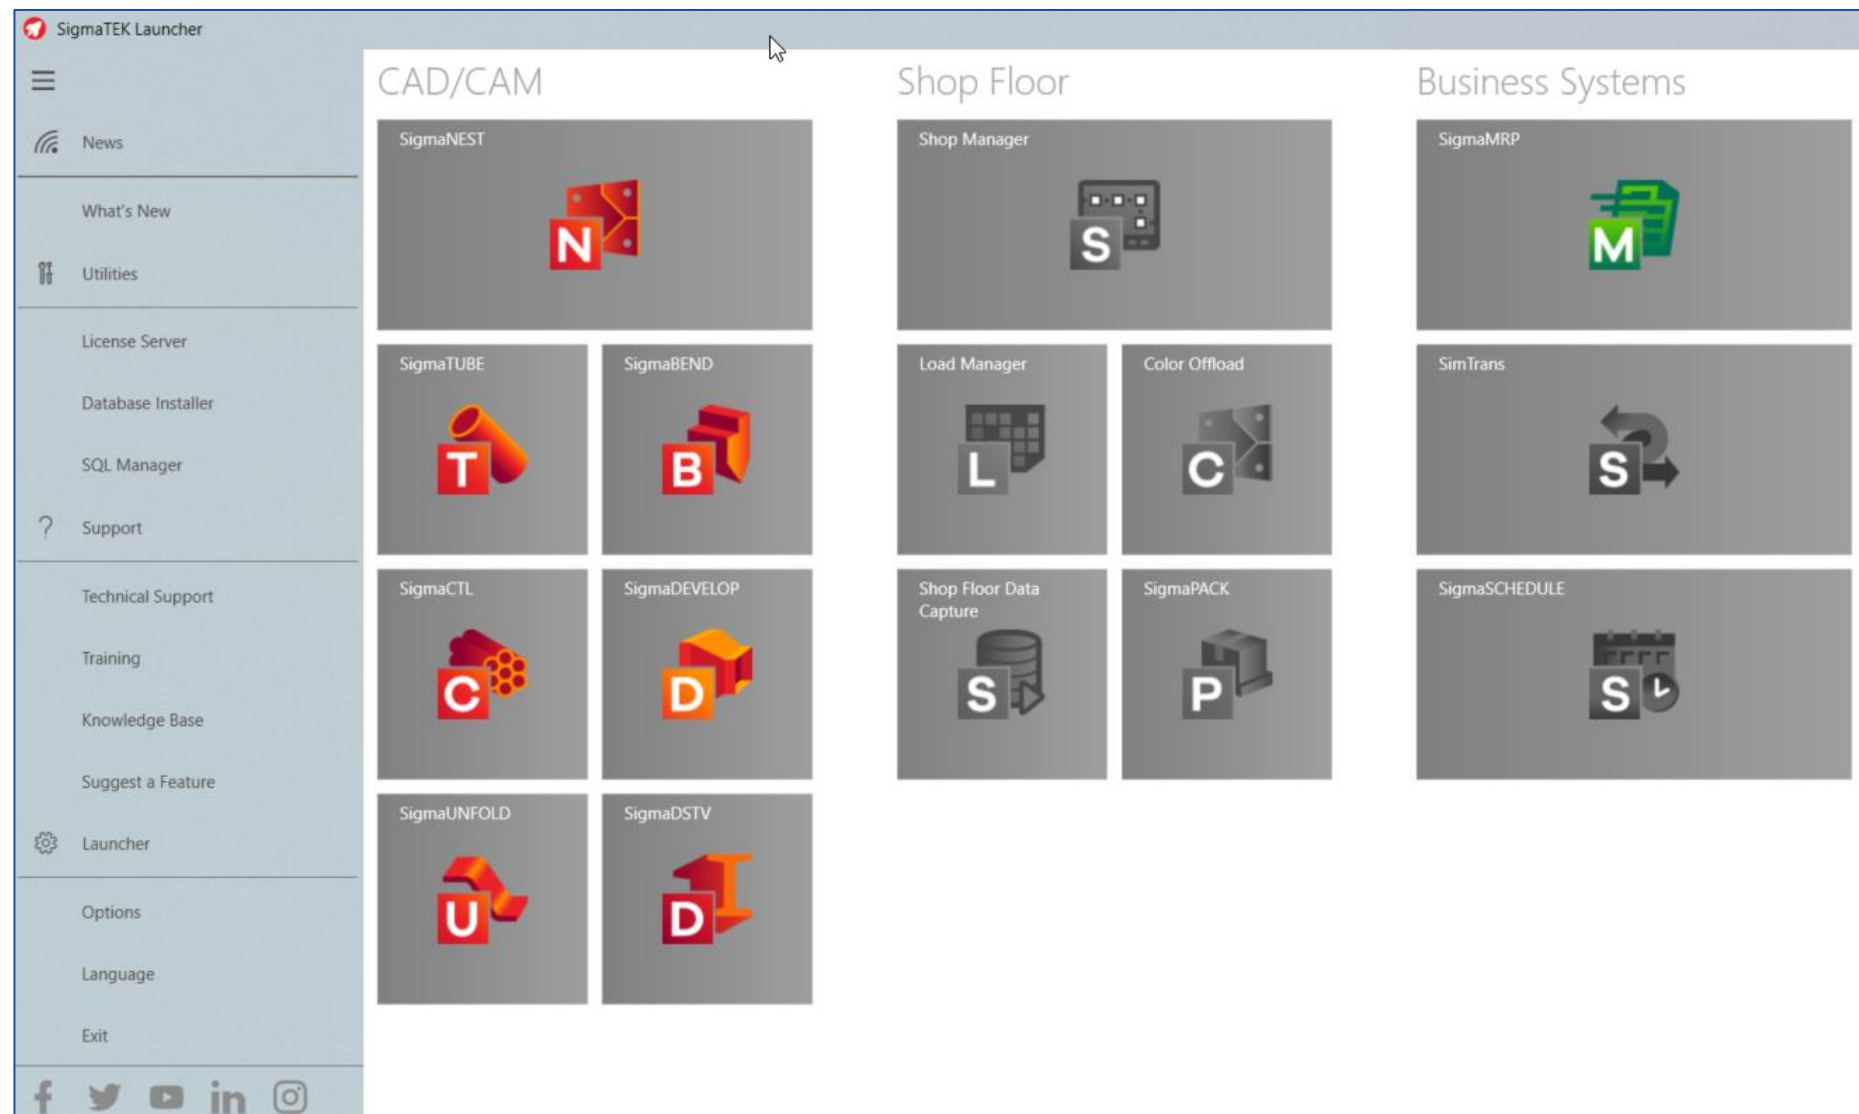 SigmaTEK Launcher
News
What's New
Utilities
License Server
Database Installer
SQL Manager
? Support
Technical Support
Training
Knowledge Base
Suggest a Feature
Launcher
Options
Language
Exit
f in
CAD/CAM
SigmaNEST
N
SigmaTUBE
T
SigmaBEND
B
SigmaCTL
C
SigmaDEVELOP
D
SigmaUNFOLD
U
SigmaDSTV
D
Shop Floor
Shop Manager
S
Load Manager
L
Color Offload
C
Shop Floor Data
Capture
S
SigmaPACK
P
Business Systems
SigmaMRP
M
SimTrans
S
SigmaSCHEDULE
S